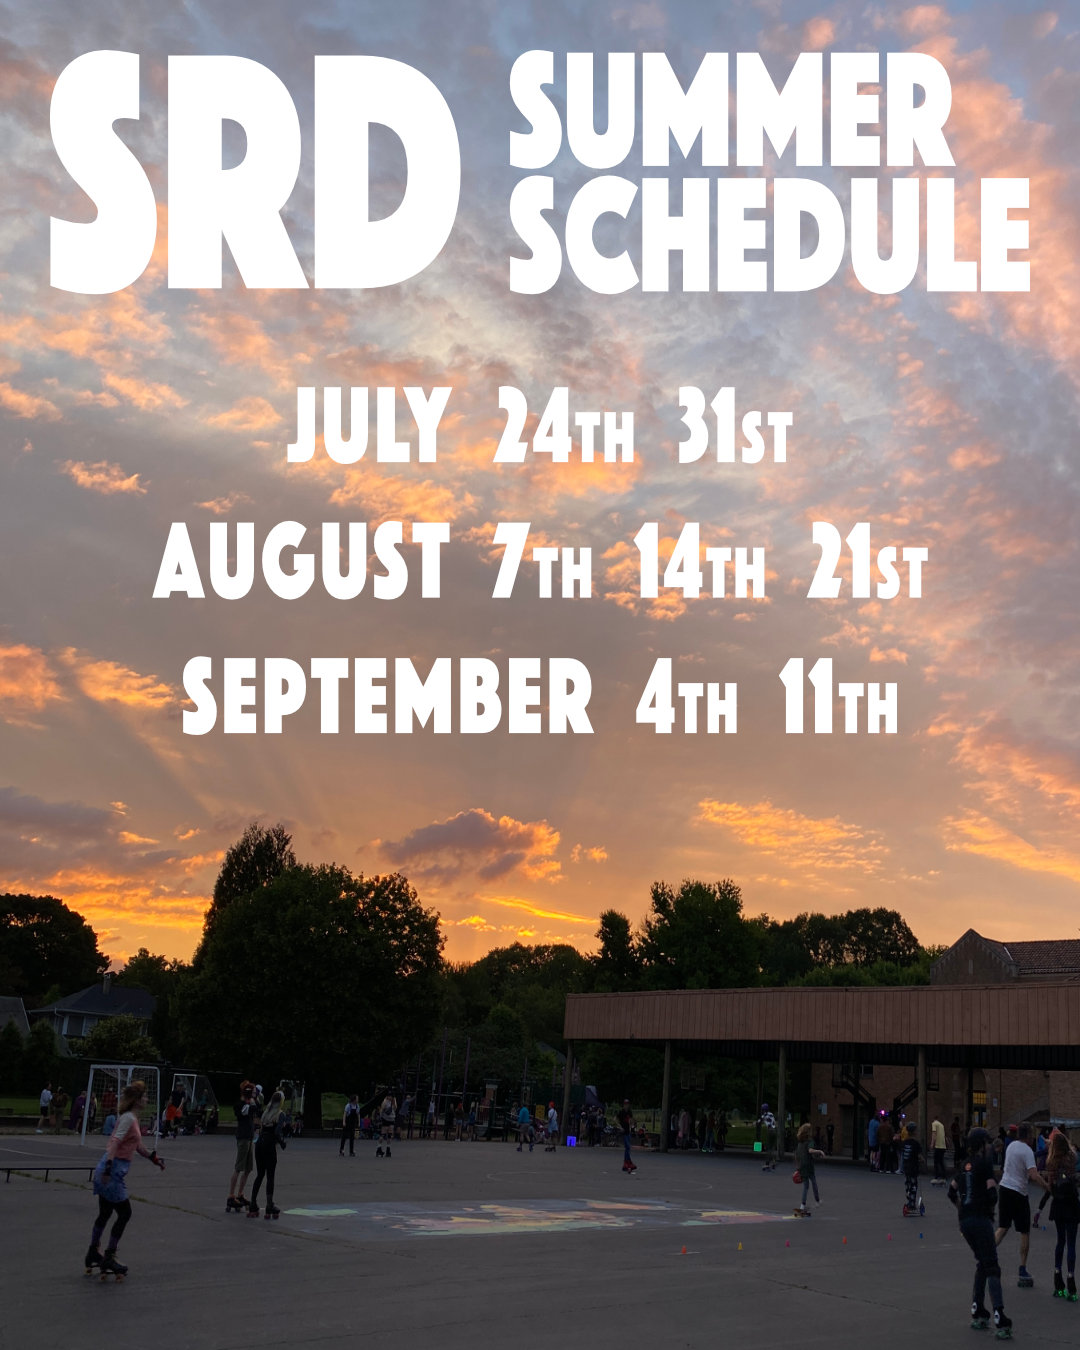 SRD
SUMMER
SCHEDULE
JULY 24TH 31ST
AUGUST 7TH 14TH 21ST
SEPTEMBER 4TH 11TH